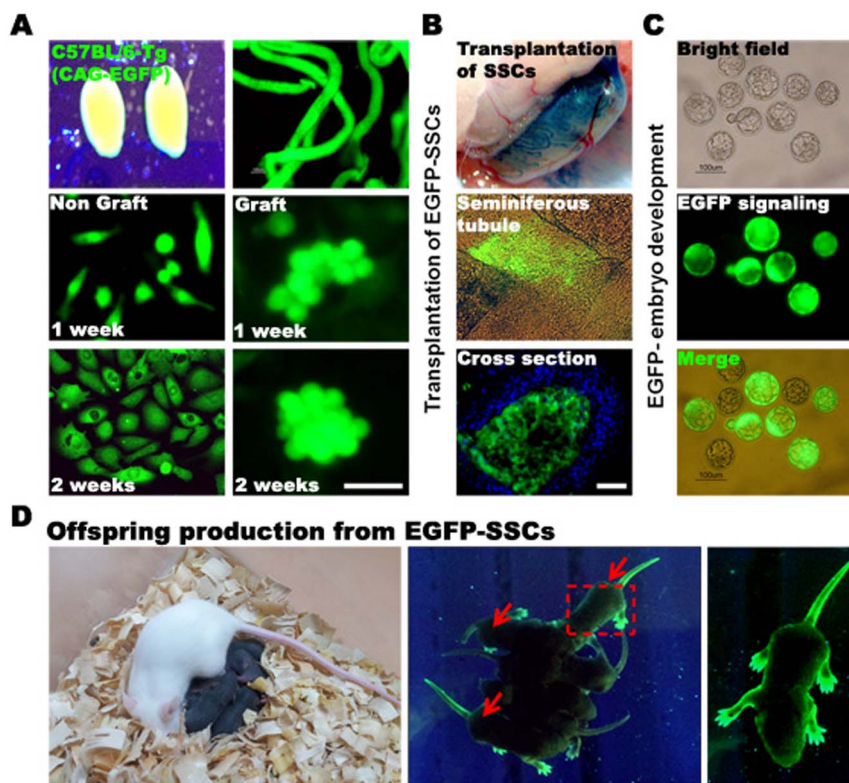 A
C57BL/6-Tg
(CAG-EGFP)
Non Graft
Graft
1 week
1 week
2 weeks
2 weeks
B
Transplantation of EGFP-SSCs
Transplantation
of SSCs
Seminiferous
tubule
Cross section
C
EGFP- embryo development
Bright field
100um
EGFP signaling
Merge
100um
D
Offspring production from EGFP-SSCs